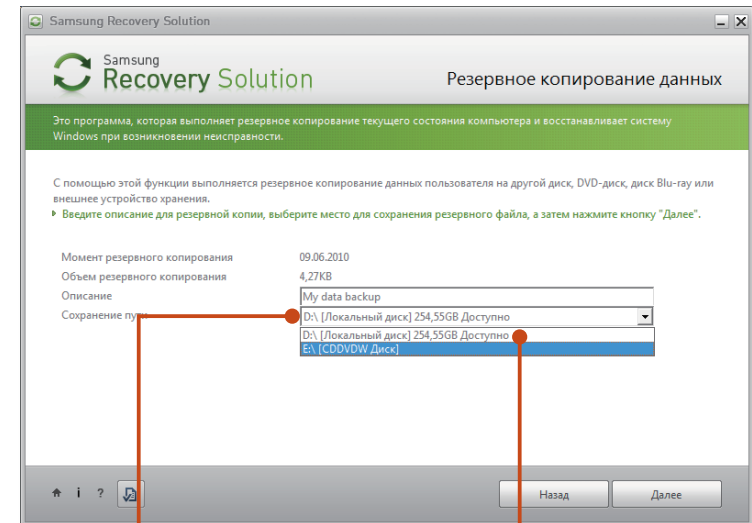 Samsung Recovery Solution
Samsung
Recovery Solution
Резервное копирование данных
Это программа, которая выполняет резервное копирование текущего состояния компьютера и восстанавливает систему
Windows при возникновении неисправности.
С помощью этой функции выполняется резервное копирование данных пользователя на другой диск, DVD-диск, диск Blu-ray или
внешнее устройство хранения.
Введите описание для резервной копии, выберите место для сохранения резервного файла, а затем нажмите кнопку "Далее".
Момент резервного копирования 09.06.2010
Объем резервного копирования 4,27KB
Описание My data backup
Сохранение пути D:\ [Локальный диск] 254,55GB Доступно
D:\ [Локальный диск] 254,55GB Доступно
E:\ [CDDVDW Диск]
i ? Назад Далее